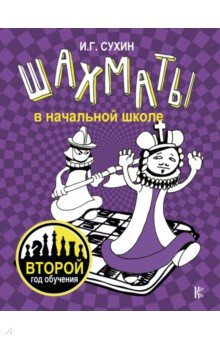 И.Г. СУХИН
ШАХМАТЫ
в начальной школе
ВТОРОЙ
год обучения